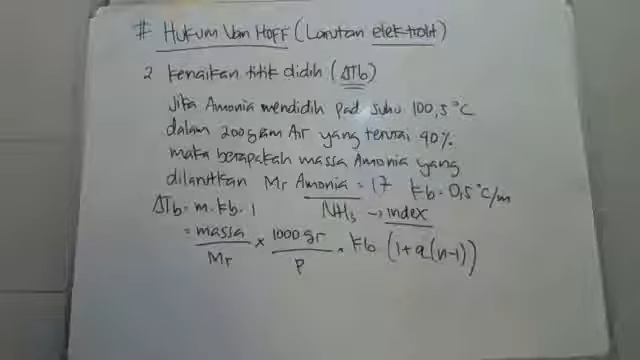 # Hukum Van Hoff (Larutan elektrolit)
2 kenaikan titik didih (ΔTb)
Jika Amonia mendidih pad suhu 100,5°C
dalam 200 gram Air yang terurai 40%
maka berapakah massa Amonia yang
dilarutkan Mr Amonia = 17 kb = 0,5°C/m
ΔTb = m . kb . i NH3 → index
= massa/Mr × 1000 gr/p × kb (1+α(n-1))